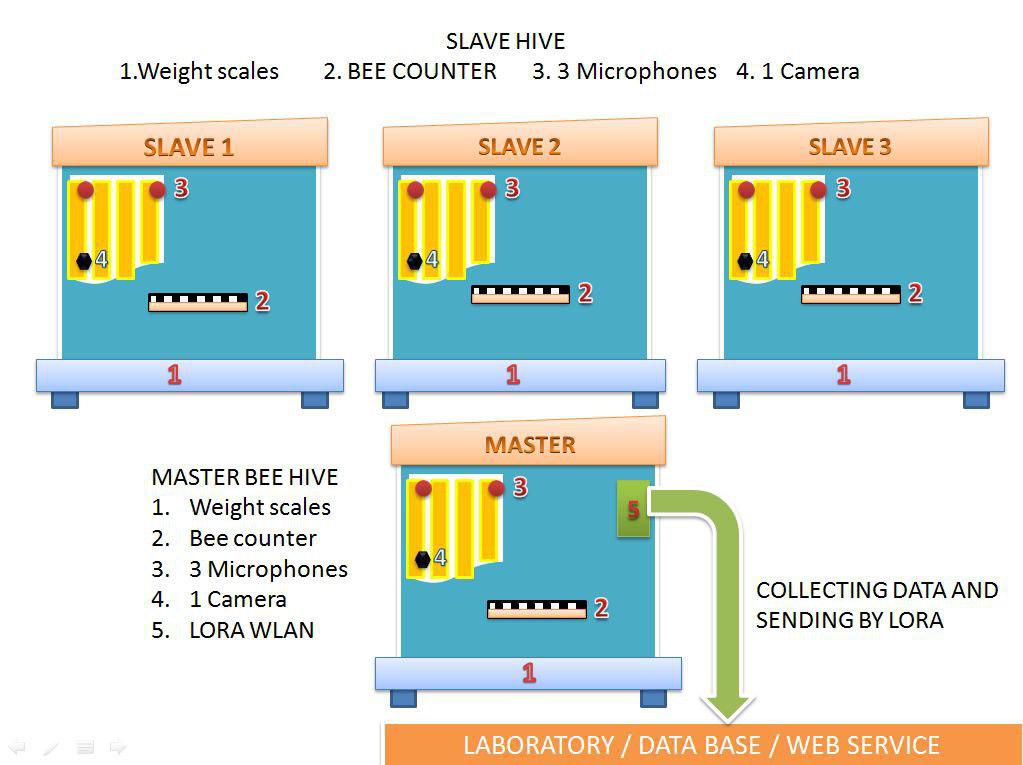 SLAVE HIVE
1.Weight scales 2. BEE COUNTER 3. 3 Microphones 4. 1 Camera
SLAVE 1
3
4
2
1
SLAVE 2
3
4
2
1
SLAVE 3
3
4
2
1
MASTER
3
5
4
2
1
MASTER BEE HIVE
1. Weight scales
2. Bee counter
3. 3 Microphones
4. 1 Camera
5. LORA WLAN
COLLECTING DATA AND
SENDING BY LORA
LABORATORY / DATA BASE / WEB SERVICE